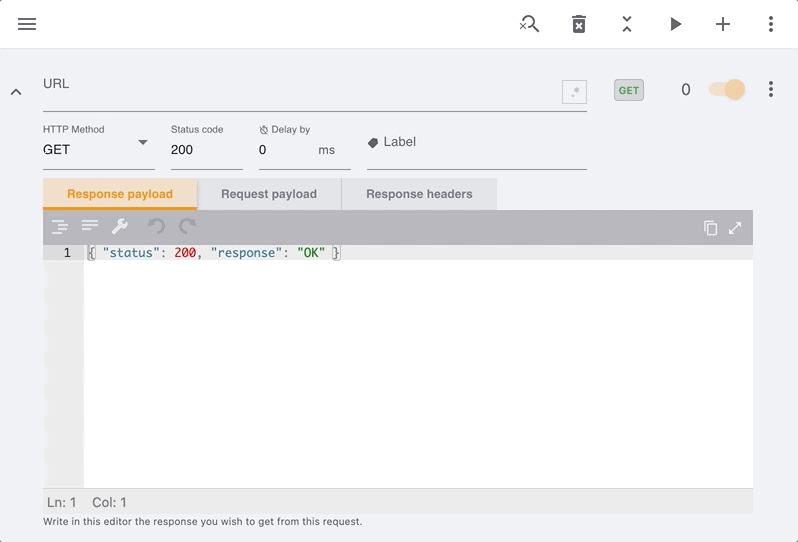 URL
.*
GET
0
HTTP Method
GET
Status code
200
Delay by
0 ms
Label
Response payload
Request payload
Response headers
1
{ "status": 200, "response": "OK" }
Ln: 1 Col: 1
Write in this editor the response you wish to get from this request.